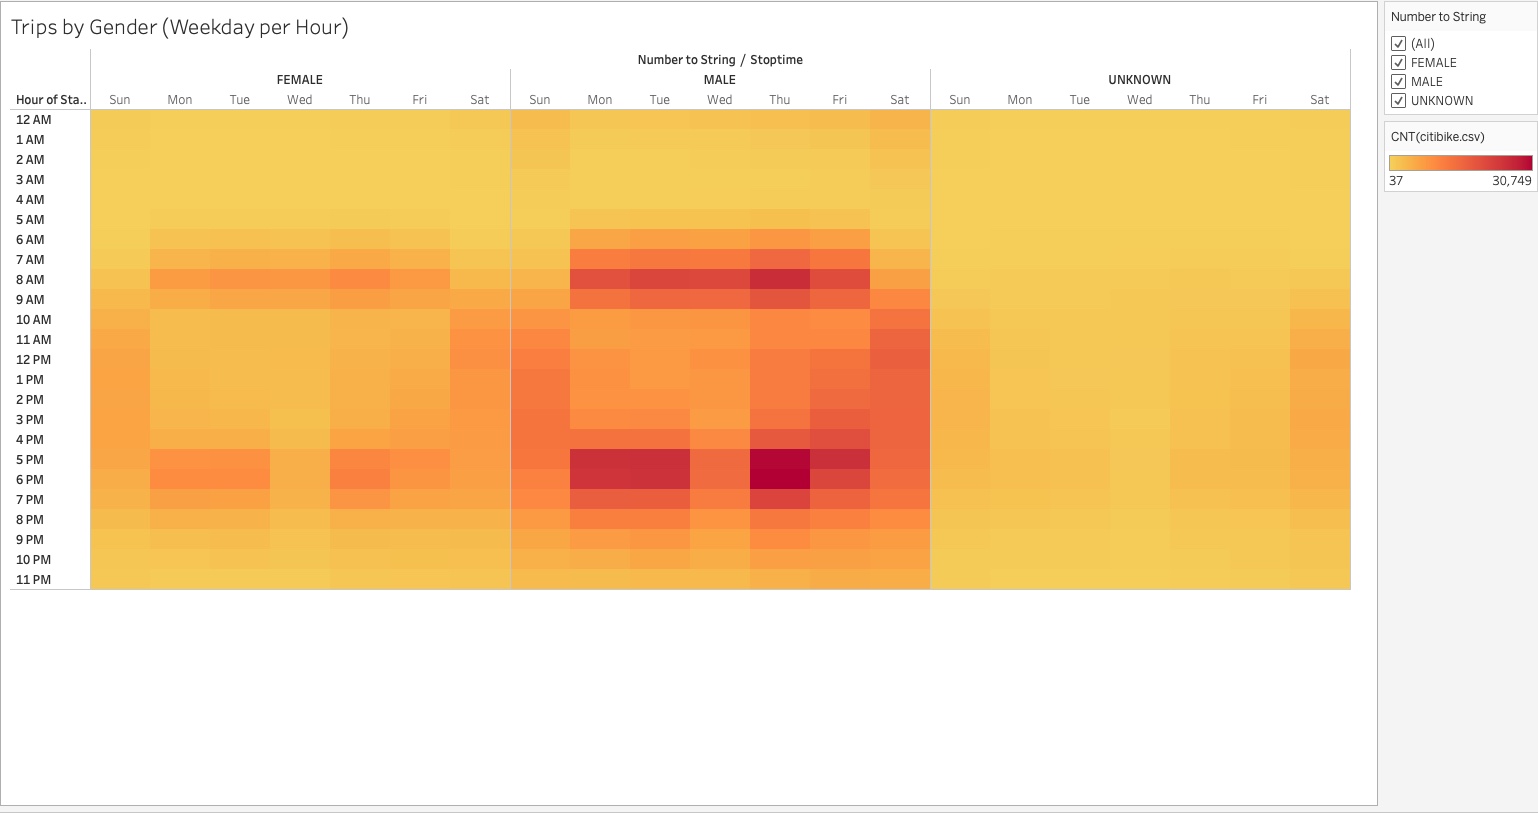 Trips by Gender (Weekday per Hour)
Number to String / Stoptime
FEMALE MALE UNKNOWN
Hour of Sta.. Sun Mon Tue Wed Thu Fri Sat Sun Mon Tue Wed Thu Fri Sat Sun Mon Tue Wed Thu Fri Sat
12 AM
1 AM
2 AM
3 AM
4 AM
5 AM
6 AM
7 AM
8 AM
9 AM
10 AM
11 AM
12 PM
1 PM
2 PM
3 PM
4 PM
5 PM
6 PM
7 PM
8 PM
9 PM
10 PM
11 PM
Number to String
(All)
FEMALE
MALE
UNKNOWN
CNT(citibike.csv)
37 30,749